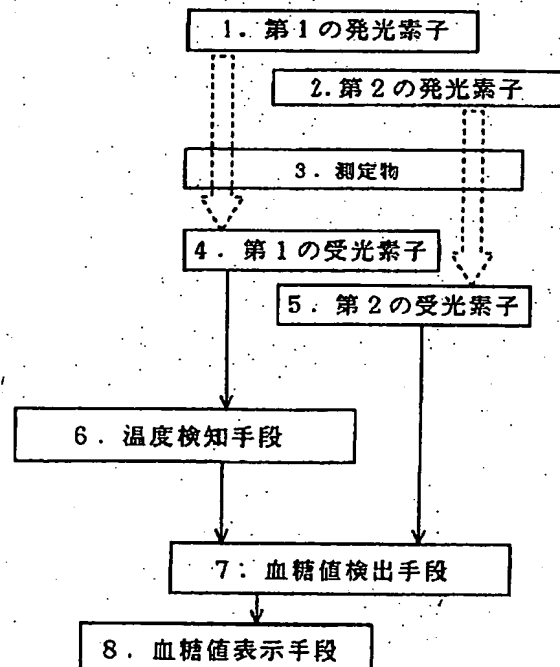 1. 第1の発光素子
2. 第2の発光素子
3. 測定物
4. 第1の受光素子
5. 第2の受光素子
6. 温度検知手段
7. 血糖値検出手段
8. 血糖値表示手段